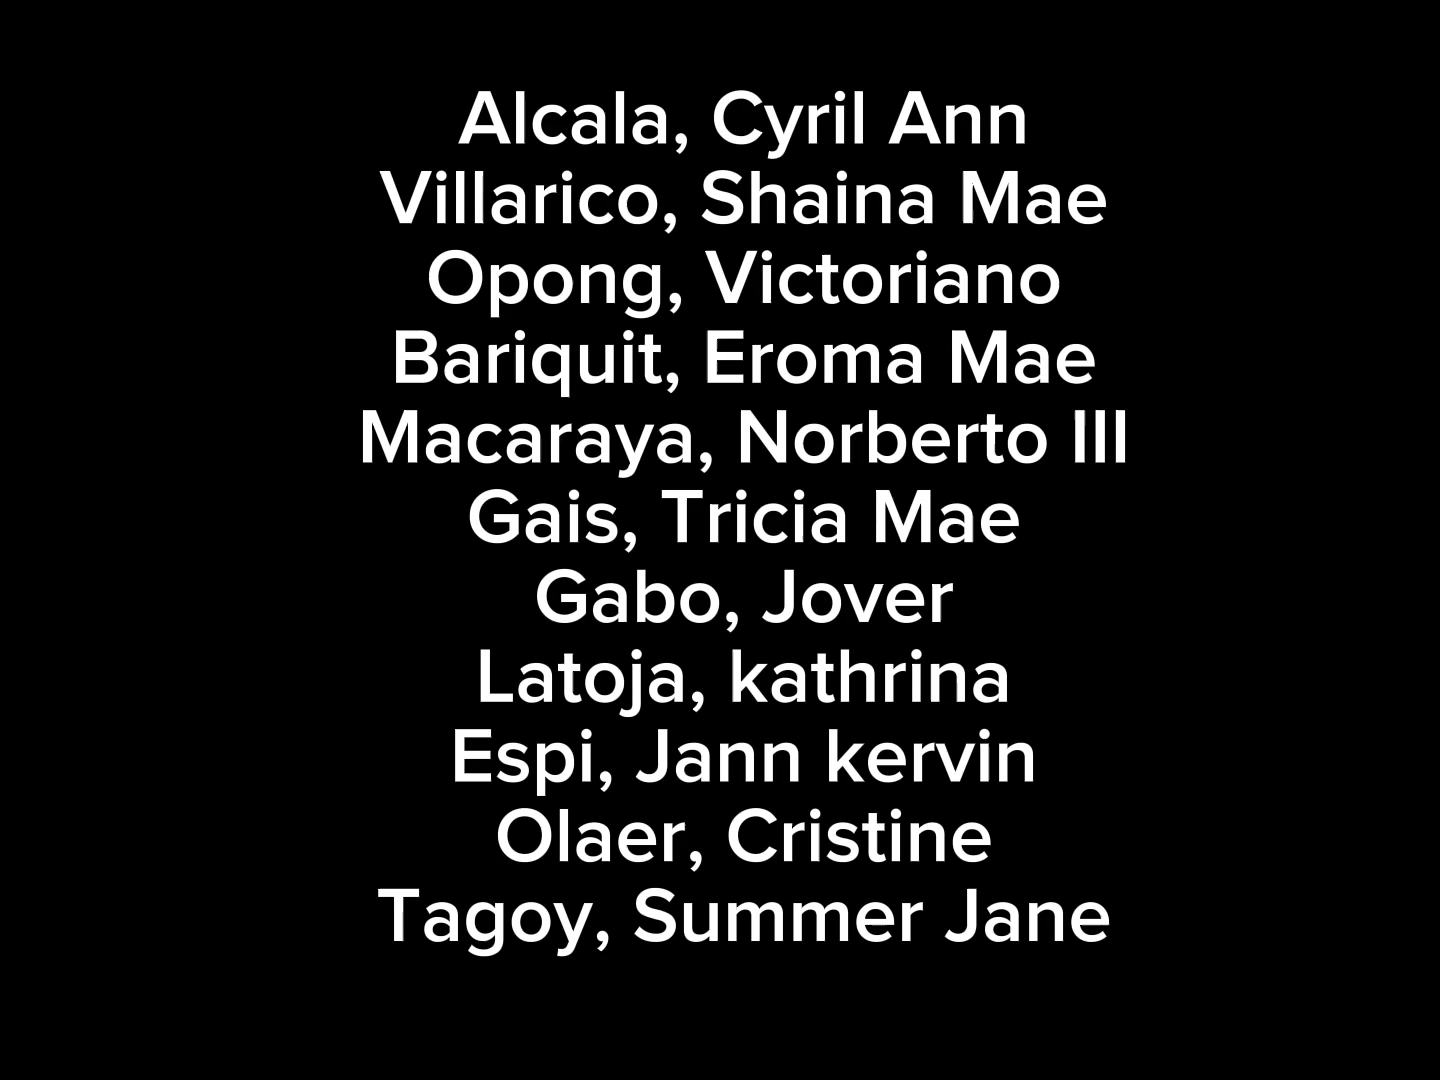 Alcala, Cyril Ann
Villarico, Shaina Mae
Opong, Victoriano
Bariquit, Eroma Mae
Macaraya, Norberto III
Gais, Tricia Mae
Gabo, Jover
Latoja, kathrina
Espi, Jann kervin
Olaer, Cristine
Tagoy, Summer Jane